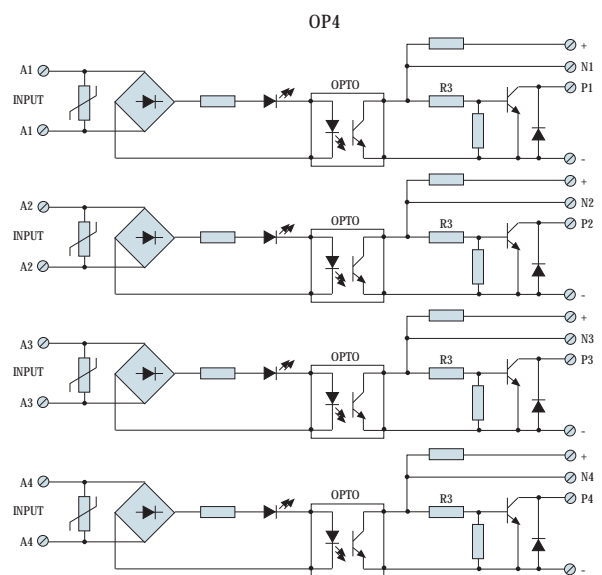 OP4
OPTO
+
A1
N1
INPUT
R3
P1
A1
-
OPTO
+
A2
N2
INPUT
R3
P2
A2
-
OPTO
+
A3
N3
INPUT
R3
P3
A3
-
OPTO
+
A4
N4
INPUT
R3
P4
A4
-